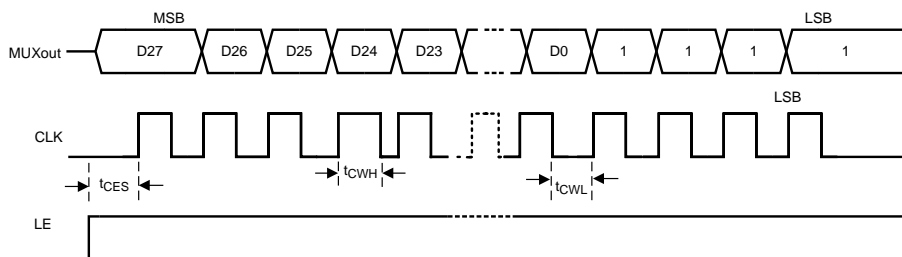 MSB LSB
MUXout D27 D26 D25 D24 D23 D0 1 1 1 1
LSB
CLK
tCES tCWH tCWL
LE